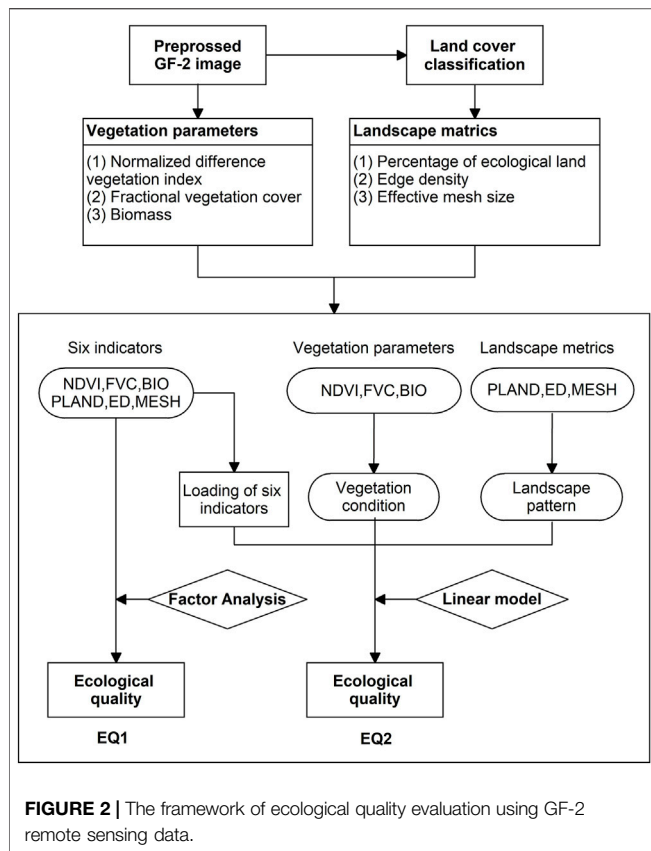 Preprossed
GF-2 image
Land cover
classification
Vegetation parameters
(1) Normalized difference
vegetation index
(2) Fractional vegetation cover
(3) Biomass
Landscape matrics
(1) Percentage of ecological land
(2) Edge density
(3) Effective mesh size
Six indicators
NDVI,FVC,BIO
PLAND,ED,MESH
Vegetation parameters
NDVI,FVC,BIO
Landscape metrics
PLAND,ED,MESH
Loading of six
indicators
Vegetation
condition
Landscape
pattern
Factor Analysis
Linear model
Ecological
quality
EQ1
Ecological
quality
EQ2
FIGURE 2 | The framework of ecological quality evaluation using GF-2
remote sensing data.